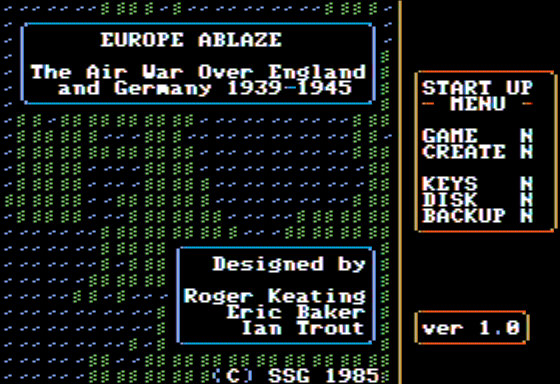 EUROPE ABLAZE
The Air War Over England
and Germany 1939-1945
START UP
- MENU -
GAME N
CREATE N
KEYS N
DISK N
BACKUP N
Designed by
Roger Keating
Eric Baker
Ian Trout
ver 1.0
(C) SSG 1985